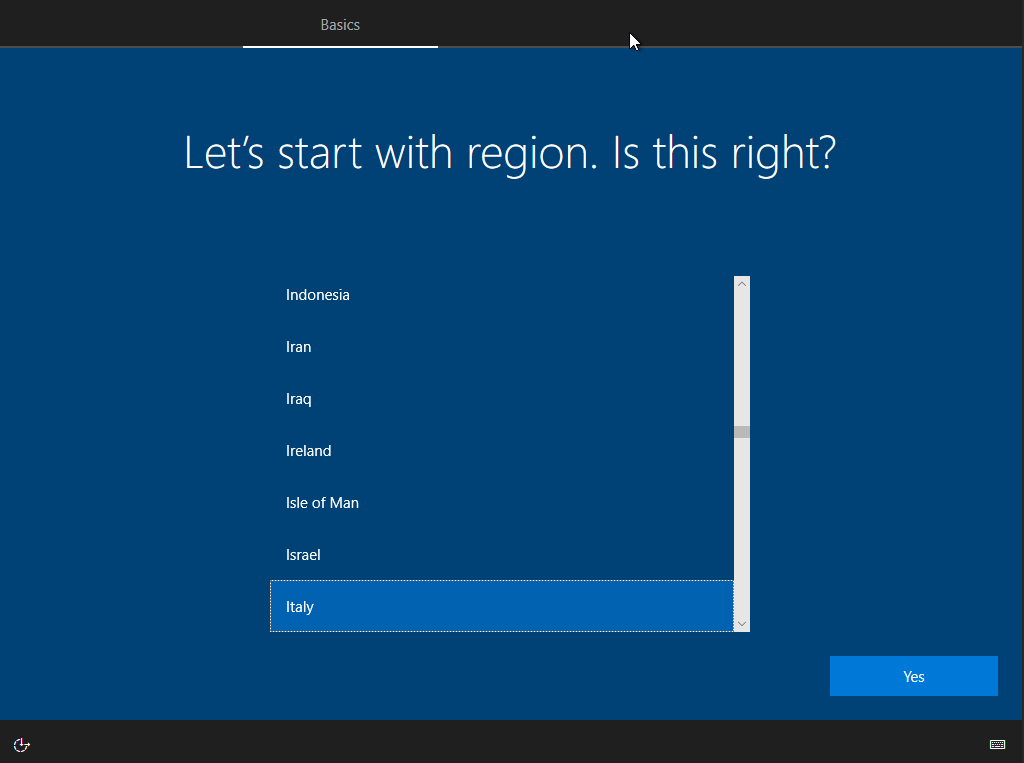 Basics
Let’s start with region. Is this right?
Indonesia
Iran
Iraq
Ireland
Isle of Man
Israel
Italy
Yes